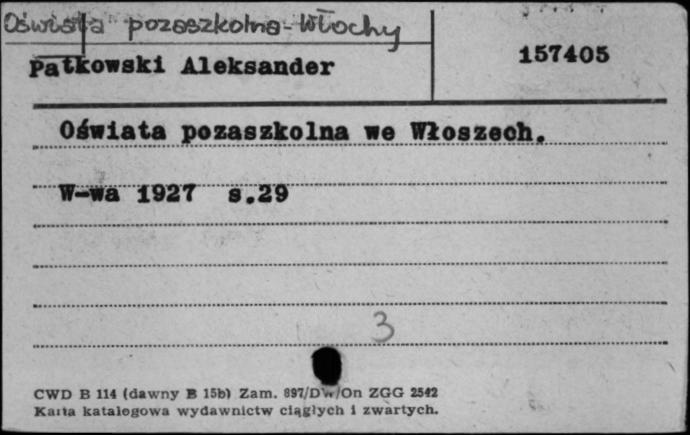 Oświata pozaszkolna - Włochy
Patkowski Aleksander
157405
Oświata pozaszkolna we Włoszech.
W-wa 1927 s.29
3
CWD B 114 (dawny B 15b) Zam. 897/DW/On ZGG 2542
Karta katalogowa wydawnictw ciągłych i zwartych.